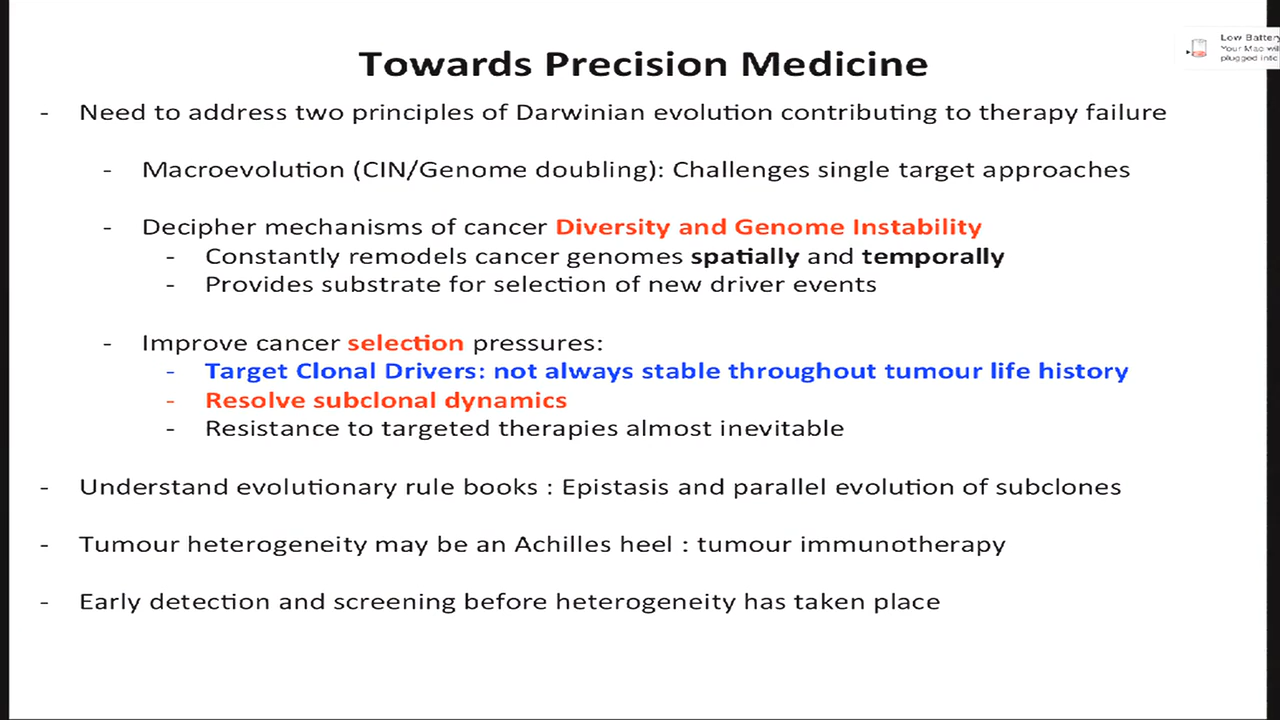 Towards Precision Medicine
Low Battery
Your Mac wil
plugged into
- Need to address two principles of Darwinian evolution contributing to therapy failure
- Macroevolution (CIN/Genome doubling): Challenges single target approaches
- Decipher mechanisms of cancer Diversity and Genome Instability
- Constantly remodels cancer genomes spatially and temporally
- Provides substrate for selection of new driver events
- Improve cancer selection pressures:
- Target Clonal Drivers: not always stable throughout tumour life history
- Resolve subclonal dynamics
- Resistance to targeted therapies almost inevitable
- Understand evolutionary rule books : Epistasis and parallel evolution of subclones
- Tumour heterogeneity may be an Achilles heel : tumour immunotherapy
- Early detection and screening before heterogeneity has taken place